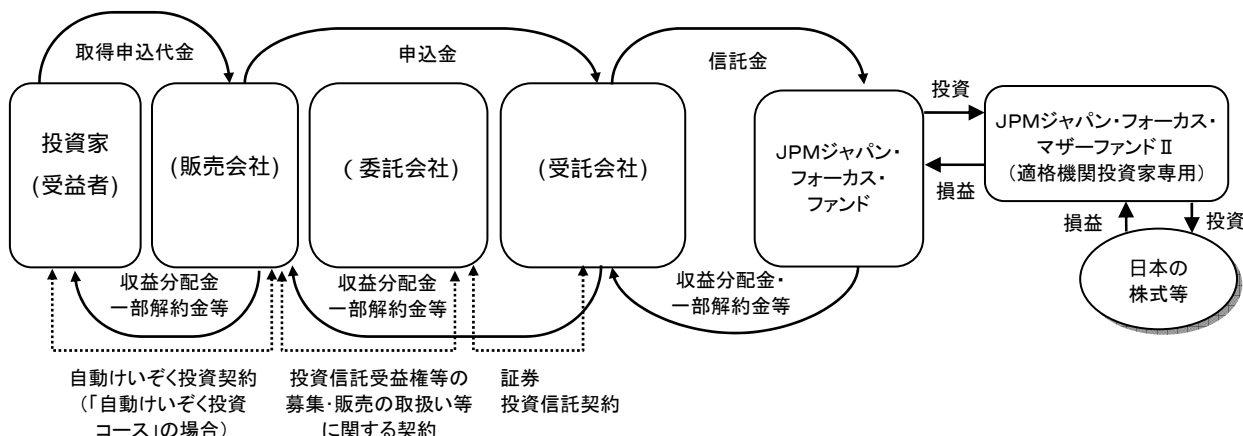 取得申込代金
申込金
信託金
投資家
(受益者)
(販売会社)
(委託会社)
(受託会社)
JPMジャパン・
フォーカス・
ファンド
投資
損益
JPMジャパン・フォーカス・
マザーファンドⅡ
(適格機関投資家専用)
損益
投資
日本の
株式等
収益分配金
一部解約金等
収益分配金
一部解約金等
収益分配金・
一部解約金等
自動けいぞく投資契約
(「自動けいぞく投資
コース」の場合)
投資信託受益権等の
募集・販売の取扱い等
に関する契約
証券
投資信託契約